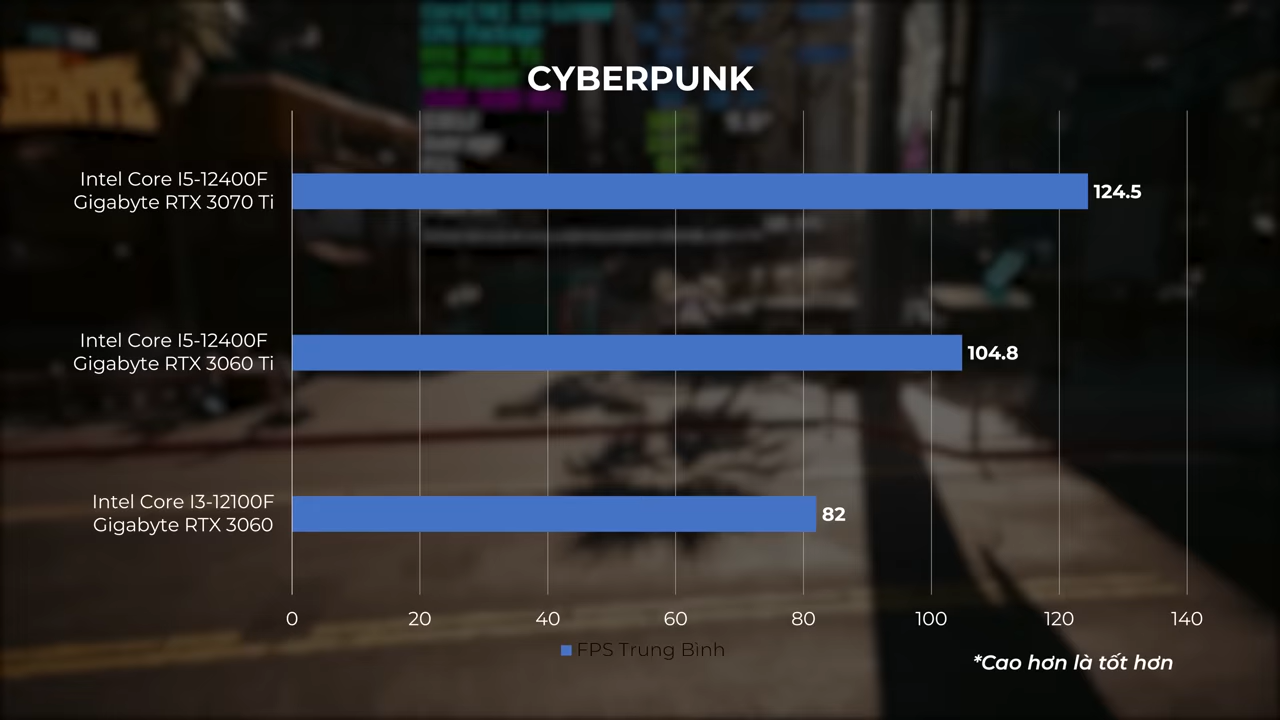 CYBERPUNK
Intel Core I5-12400F
Gigabyte RTX 3070 Ti
124.5
Intel Core I5-12400F
Gigabyte RTX 3060 Ti
104.8
Intel Core I3-12100F
Gigabyte RTX 3060
82
0 20 40 60 80 100 120 140
FPS Trung Bình
*Cao hơn là tốt hơn